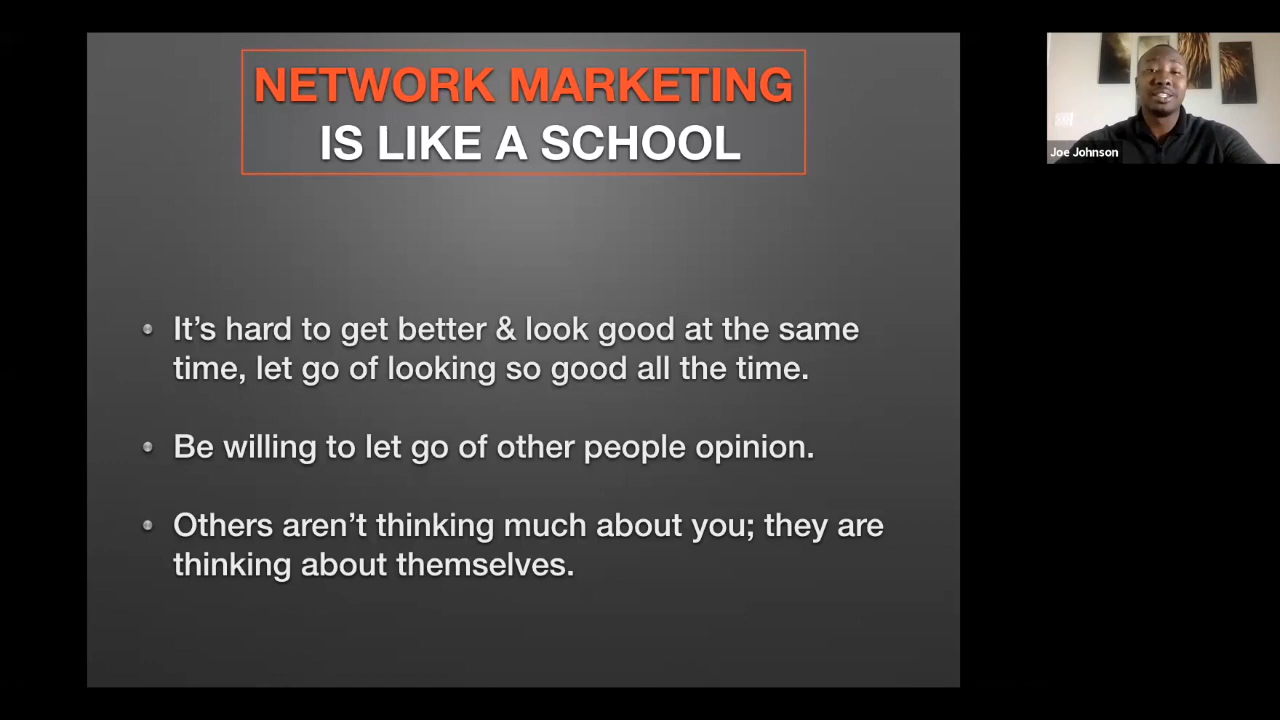 NETWORK MARKETING
IS LIKE A SCHOOL
• It’s hard to get better & look good at the same
time, let go of looking so good all the time.
• Be willing to let go of other people opinion.
• Others aren’t thinking much about you; they are
thinking about themselves.
Joe Johnson